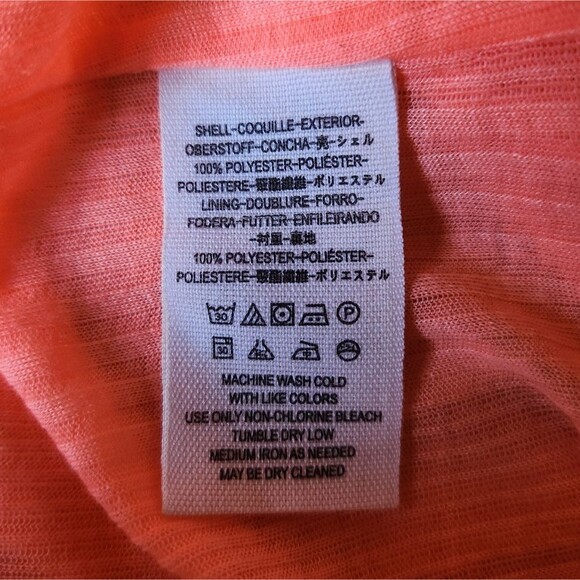 SHELL-COQUILLE-EXTERIOR-
OBERSTOFF-CONCHA-壳-シェル
100% POLYESTER-POLIÉSTER-
POLIESTERE-聚酯纖維-ポリエステル
LINING-DOUBLURE-FORRO-
FODERA-FUTTER-ENFILEIRANDO
-衬里-裏地
100% POLYESTER-POLIÉSTER-
POLIESTERE-聚酯纖維-ポリエステル
30 P
30
MACHINE WASH COLD
WITH LIKE COLORS
USE ONLY NON-CHLORINE BLEACH
TUMBLE DRY LOW
MEDIUM IRON AS NEEDED
MAY BE DRY CLEANED